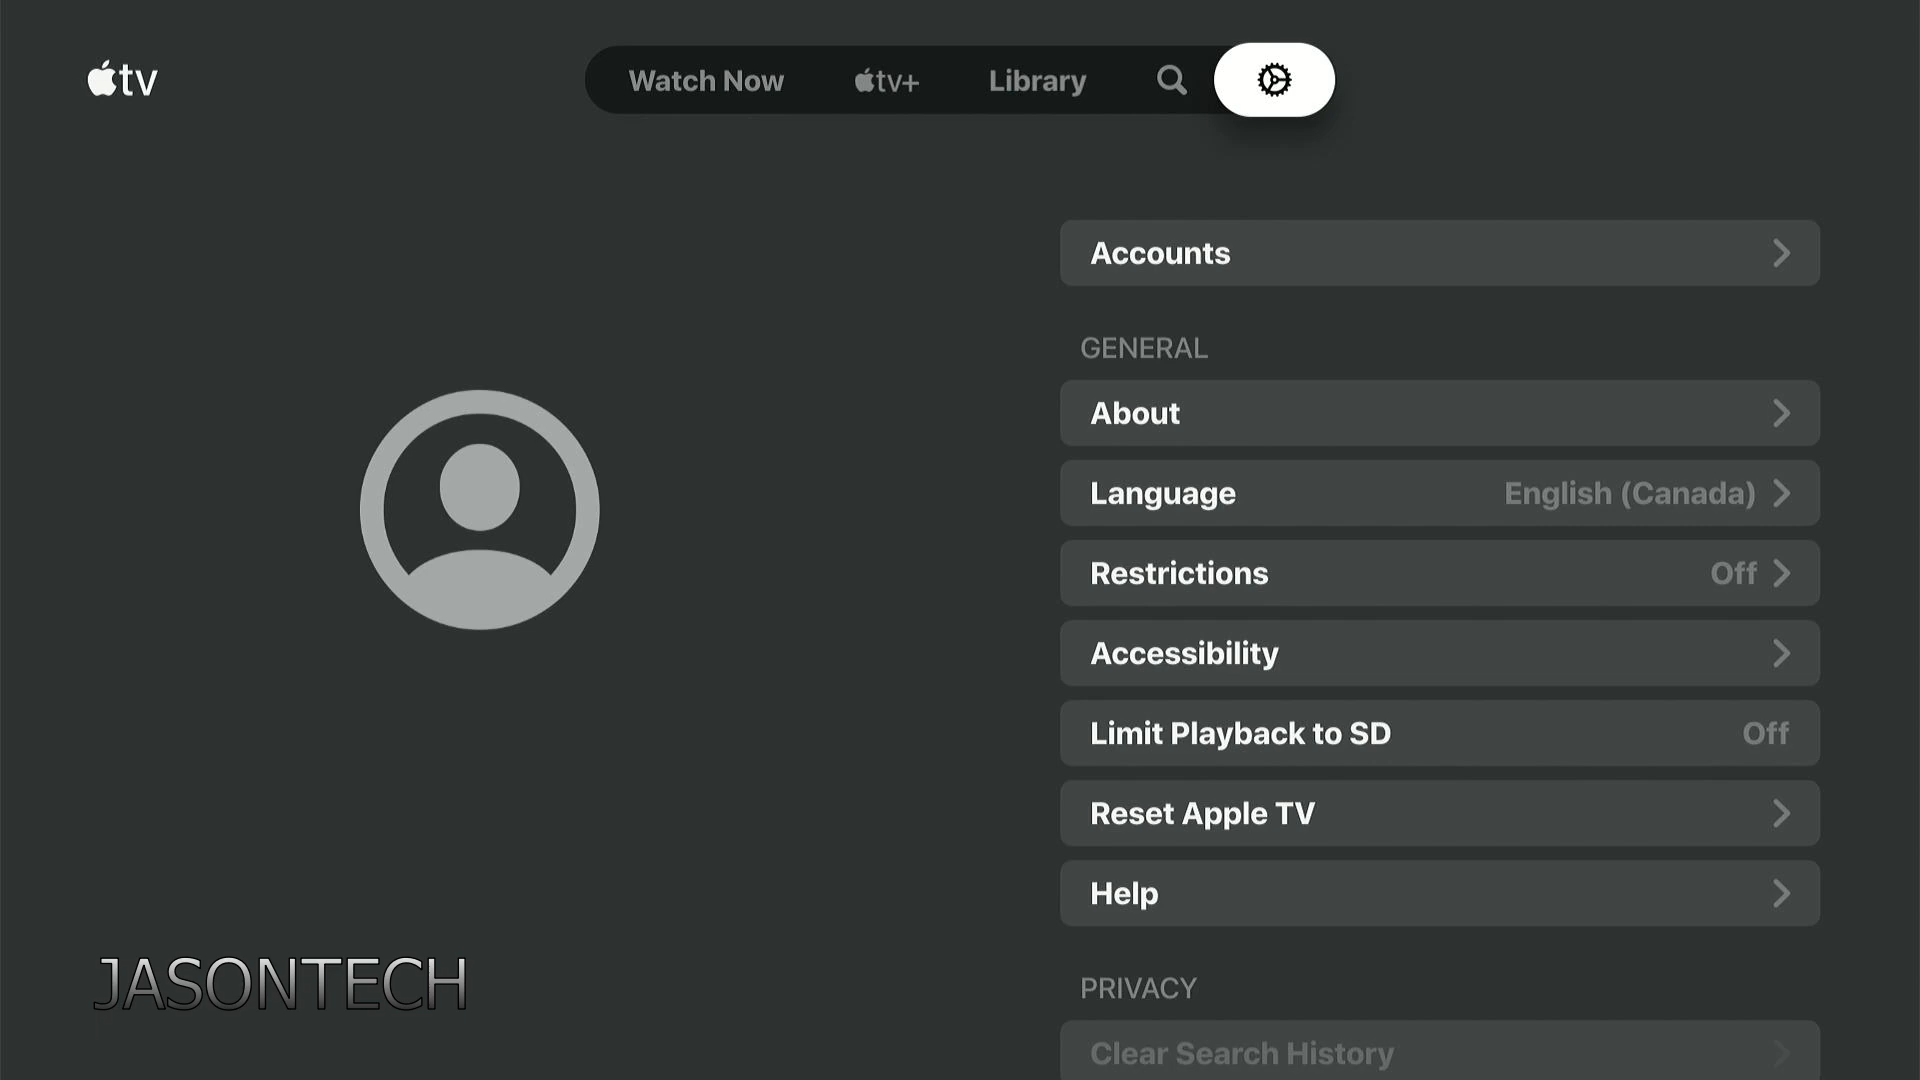 tv
Watch Now tv+ Library
Accounts
GENERAL
About
Language English (Canada)
Restrictions Off
Accessibility
Limit Playback to SD Off
Reset Apple TV
Help
PRIVACY
Clear Search History
JASONTECH